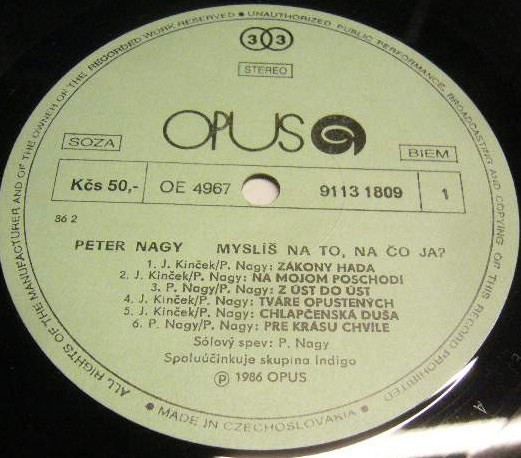 ALL RIGHTS OF THE MANUFACTURER AND OF THE OWNER OF THE RECORDED WORK RESERVED • UNAUTHORIZED PUBLIC PERFORMANCE, BROADCASTING AND COPYING OF THIS RECORD PROHIBITED
33
STEREO
OPUS
SOZA
BIEM
Kčs 50,- OE 4967 9113 1809 1
86 2
PETER NAGY MYSLÍŠ NA TO, NA ČO JA?
1. J. Kinček/P. Nagy: ZÁKONY HADA
2. J. Kinček/P. Nagy: NA MOJOM POSCHODÍ
3. P. Nagy/P. Nagy: Z ÚST DO ÚST
4. J. Kinček/P. Nagy: TVÁRE OPUSTENÝCH
5. J. Kinček/P. Nagy: CHLAPČENSKÁ DUŠA
6. P. Nagy/P. Nagy: PRE KRÁSU CHVÍLE
Sólový spev: P. Nagy
Spoluúčinkuje skupina Indigo
Ⓟ 1986 OPUS
• MADE IN CZECHOSLOVAKIA •
A